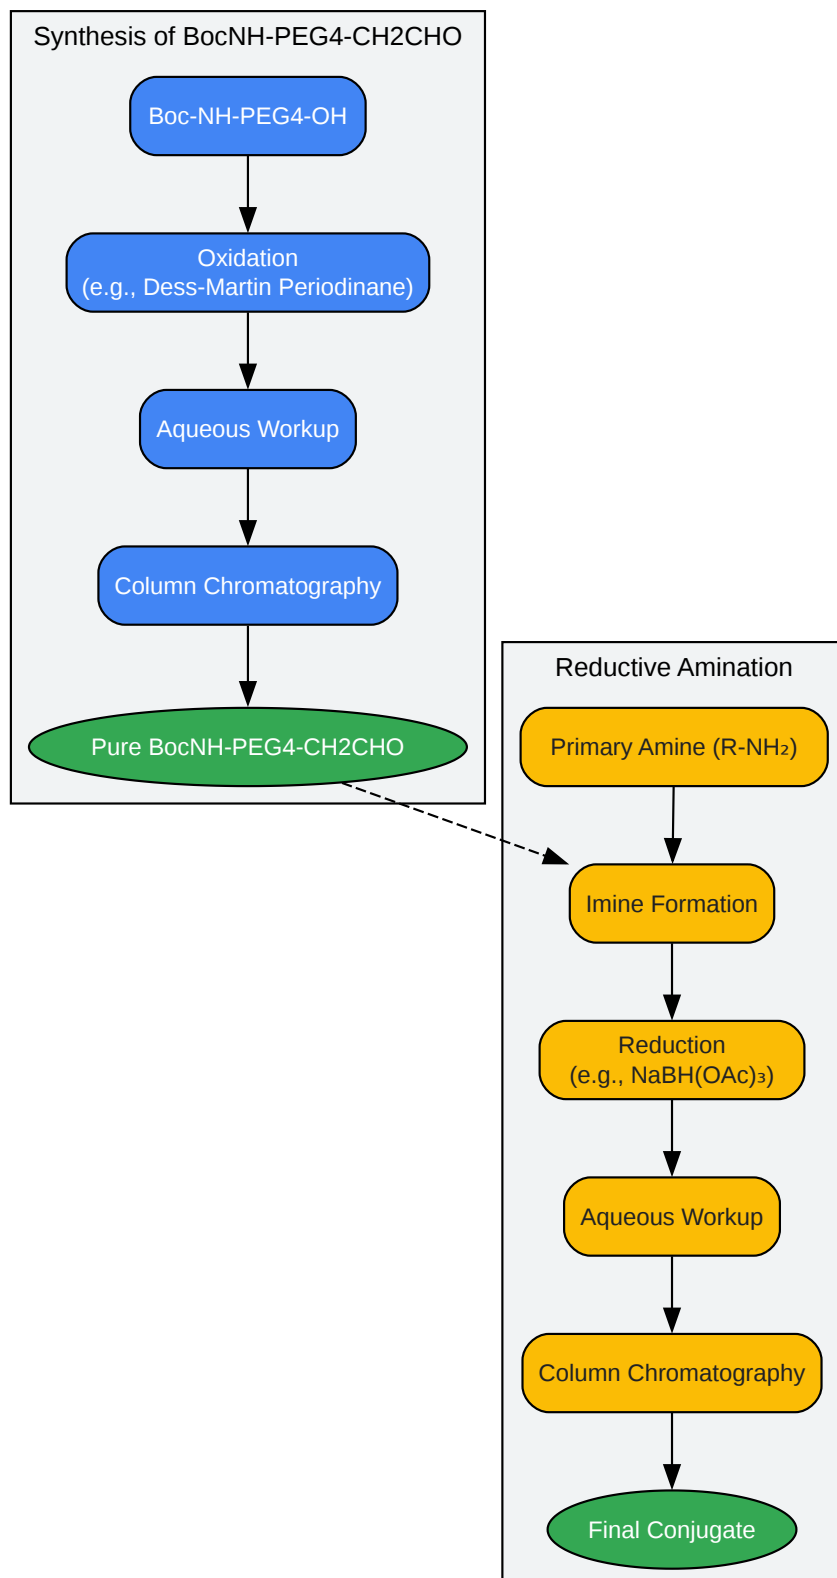 Synthesis of BocNH-PEG4-CH2CHO
Boc-NH-PEG4-OH
Oxidation
(e.g., Dess-Martin Periodinane)
Aqueous Workup
Column Chromatography
Pure BocNH-PEG4-CH2CHO
Reductive Amination
Primary Amine (R-NH₂)
Imine Formation
Reduction
(e.g., NaBH(OAc)₃)
Aqueous Workup
Column Chromatography
Final Conjugate